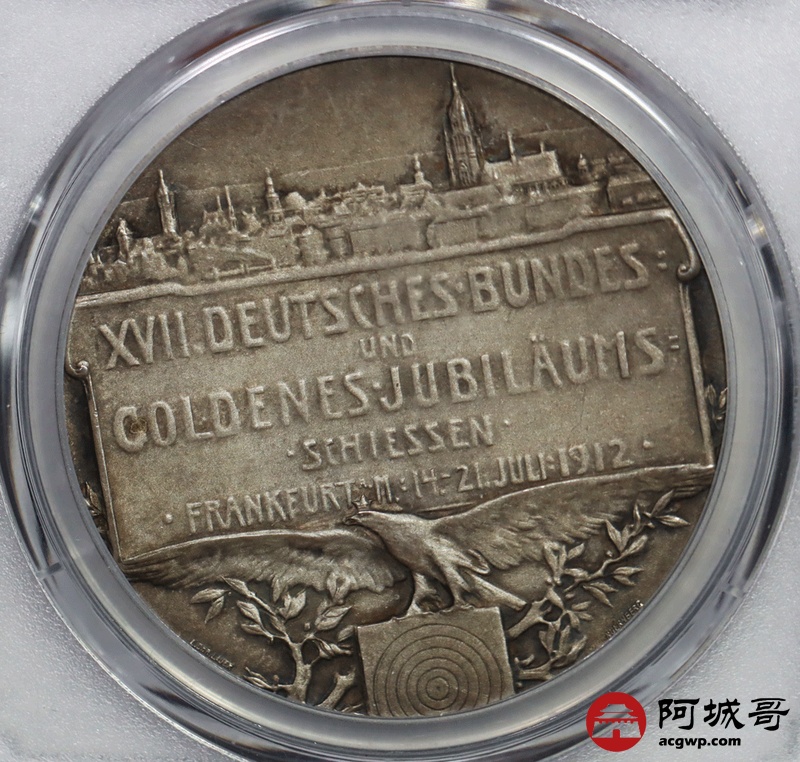 XVII. DEUTSCHES · BUNDES =
UND
GOLDENES · JUBILÄUMS =
· SCHIESSEN ·
· FRANKFURT A/M. : 14.-21. JULI · 1912 ·
阿城哥
acgwp.com